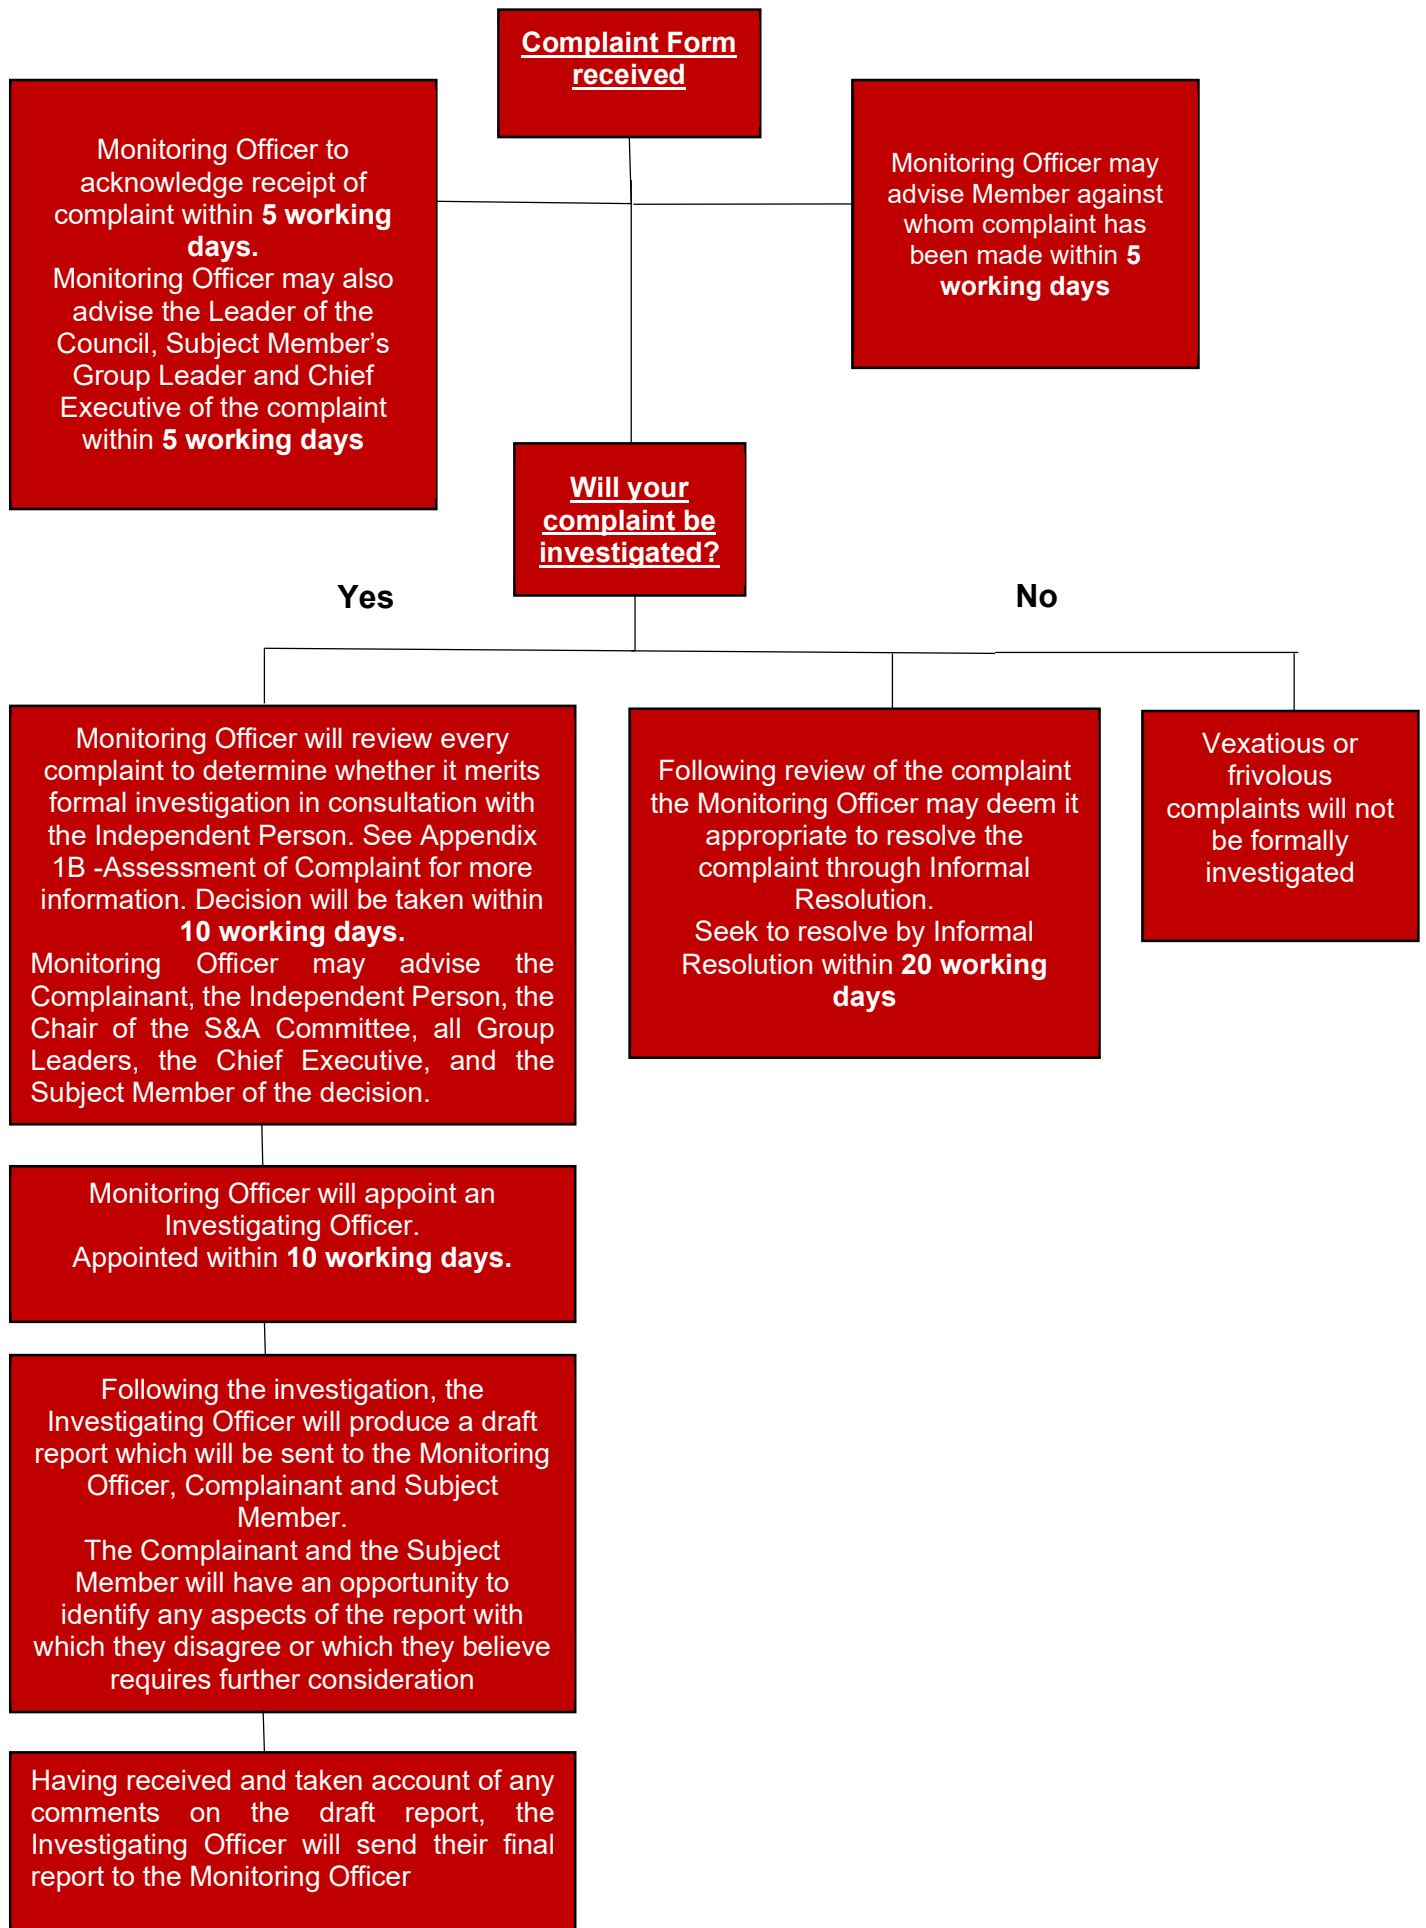 Complaint Form
received
Monitoring Officer to
acknowledge receipt of
complaint within 5 working
days.
Monitoring Officer may also
advise the Leader of the
Council, Subject Member’s
Group Leader and Chief
Executive of the complaint
within 5 working days
Monitoring Officer may
advise Member against
whom complaint has
been made within 5
working days
Will your
complaint be
investigated?
Yes
No
Monitoring Officer will review every
complaint to determine whether it merits
formal investigation in consultation with
the Independent Person. See Appendix
1B -Assessment of Complaint for more
information. Decision will be taken within
10 working days.
Monitoring Officer may advise the
Complainant, the Independent Person, the
Chair of the S&A Committee, all Group
Leaders, the Chief Executive, and the
Subject Member of the decision.
Following review of the complaint
the Monitoring Officer may deem it
appropriate to resolve the
complaint through Informal
Resolution.
Seek to resolve by Informal
Resolution within 20 working
days
Vexatious or
frivolous
complaints will not
be formally
investigated
Monitoring Officer will appoint an
Investigating Officer.
Appointed within 10 working days.
Following the investigation, the
Investigating Officer will produce a draft
report which will be sent to the Monitoring
Officer, Complainant and Subject
Member.
The Complainant and the Subject
Member will have an opportunity to
identify any aspects of the report with
which they disagree or which they believe
requires further consideration
Having received and taken account of any
comments on the draft report, the
Investigating Officer will send their final
report to the Monitoring Officer